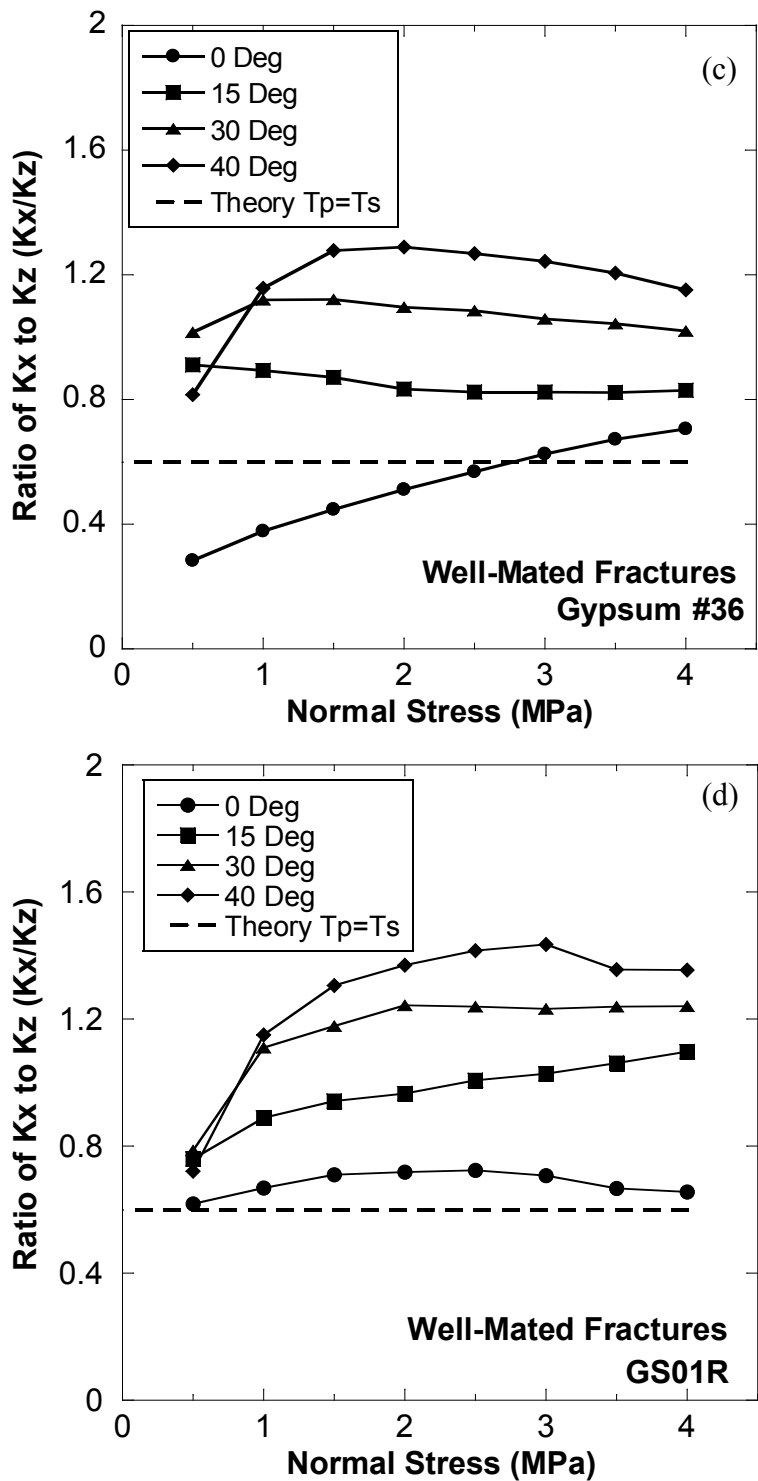 2
(c)
0 Deg
15 Deg
30 Deg
40 Deg
Theory Tp=Ts
1.6
1.2
0.8
0.4
0
Ratio of Kx to Kz (Kx/Kz)
Well-Mated Fractures
Gypsum #36
0 1 2 3 4
Normal Stress (MPa)
2
(d)
0 Deg
15 Deg
30 Deg
40 Deg
Theory Tp=Ts
1.6
1.2
0.8
0.4
0
Ratio of Kx to Kz (Kx/Kz)
Well-Mated Fractures
GS01R
0 1 2 3 4
Normal Stress (MPa)